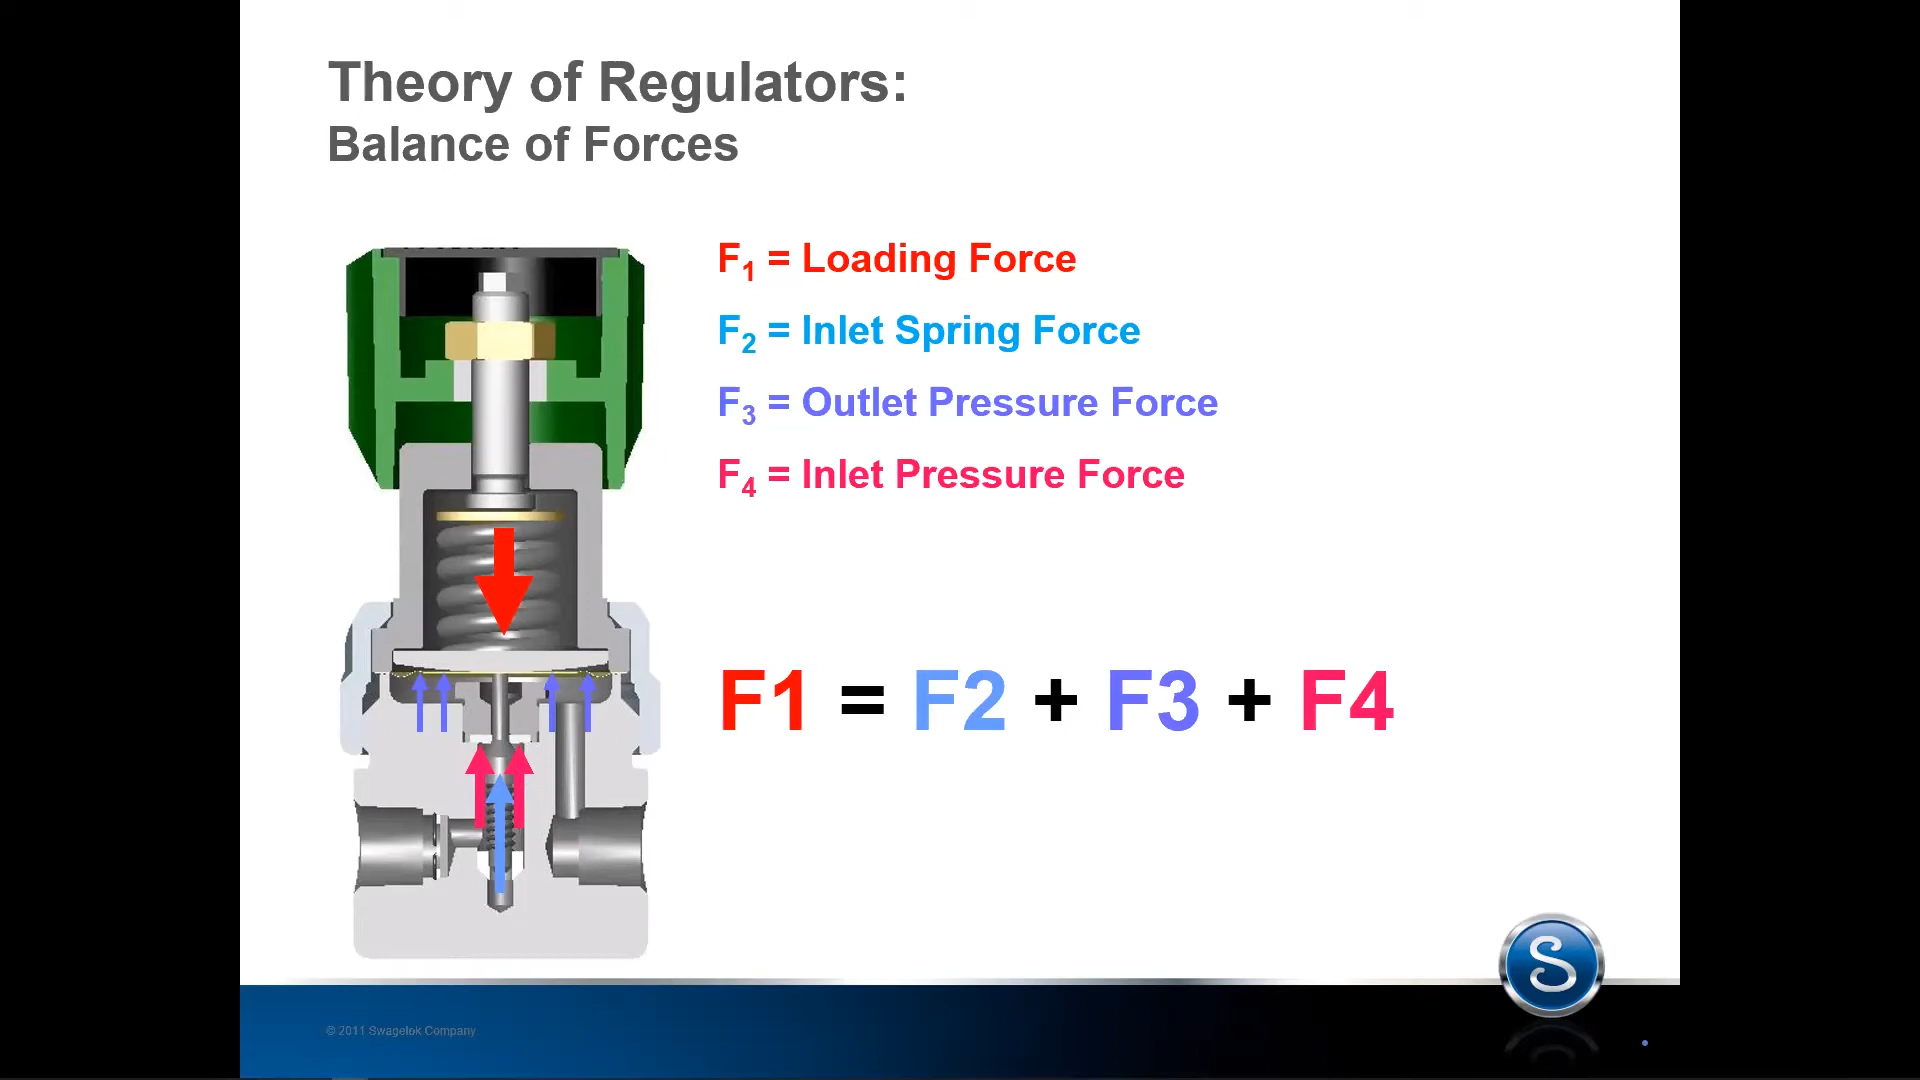 Theory of Regulators:
Balance of Forces
F1 = Loading Force
F2 = Inlet Spring Force
F3 = Outlet Pressure Force
F4 = Inlet Pressure Force
F1 = F2 + F3 + F4
S
© 2011 Swagelok Company